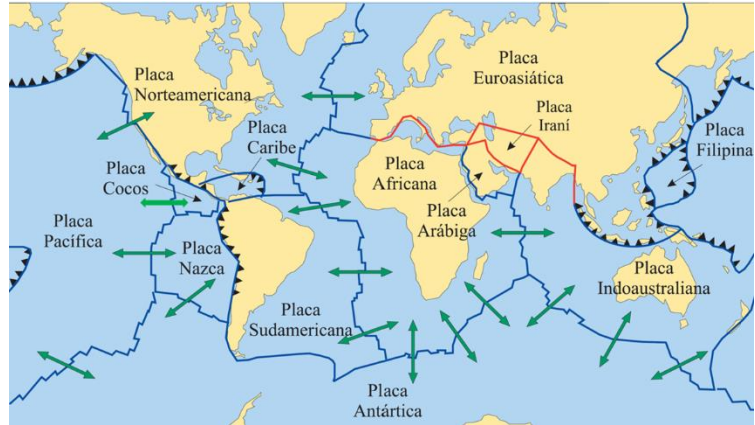 Placa
Norteamericana
Placa
Euroasiática
Placa
Iraní
Placa
Caribe
Placa
Filipina
Placa
Cocos
Placa
Africana
Placa
Arábiga
Placa
Pacífica
Placa
Nazca
Placa
Indoaustraliana
Placa
Sudamericana
Placa
Antártica